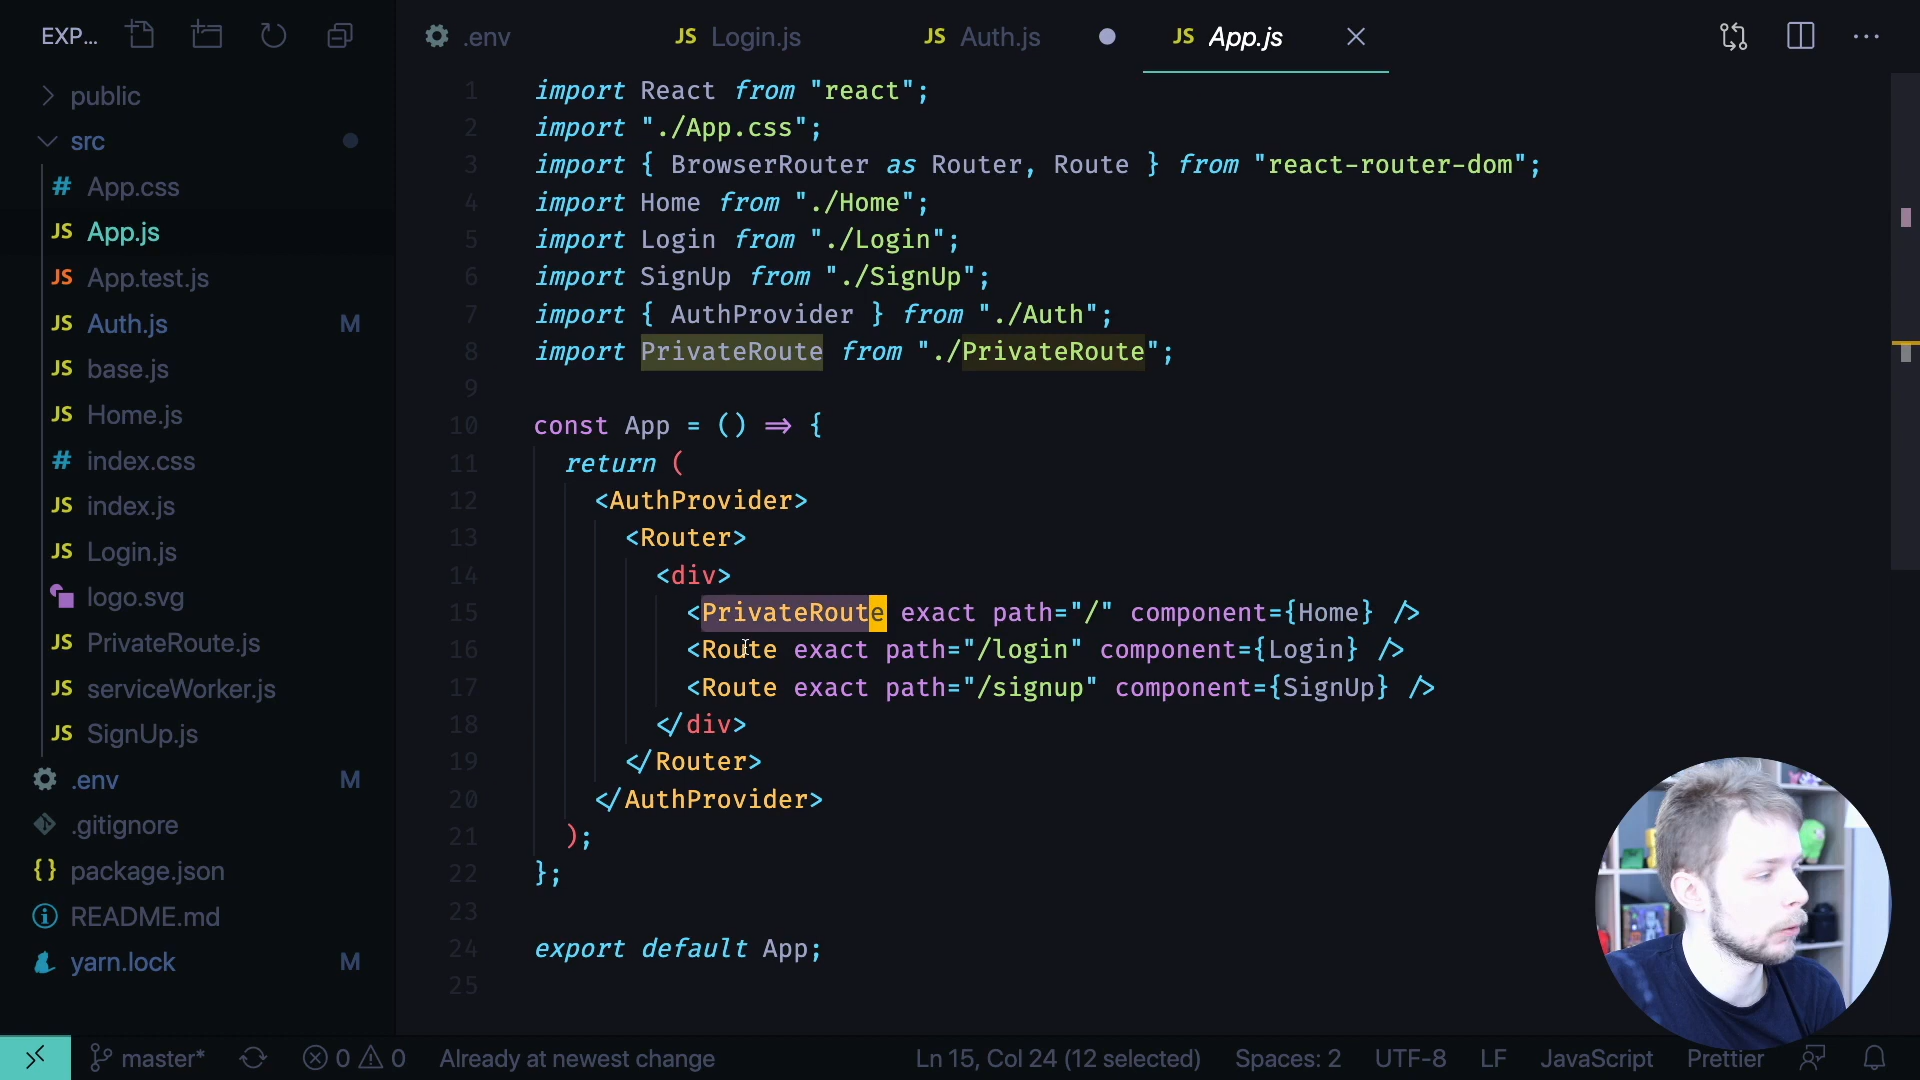 EXP...
.env
JS Login.js
JS Auth.js
JS App.js
public
src
# App.css
JS App.js
JS App.test.js
JS Auth.js M
JS base.js
JS Home.js
# index.css
JS index.js
JS Login.js
logo.svg
JS PrivateRoute.js
JS serviceWorker.js
JS SignUp.js
.env M
.gitignore
{} package.json
README.md
yarn.lock M
1 import React from "react";
2 import "./App.css";
3 import { BrowserRouter as Router, Route } from "react-router-dom";
4 import Home from "./Home";
5 import Login from "./Login";
6 import SignUp from "./SignUp";
7 import { AuthProvider } from "./Auth";
8 import PrivateRoute from "./PrivateRoute";
9
10 const App = () => {
11 return (
12 <AuthProvider>
13 <Router>
14 <div>
15 <PrivateRoute exact path="/" component={Home} />
16 <Route exact path="/login" component={Login} />
17 <Route exact path="/signup" component={SignUp} />
18 </div>
19 </Router>
20 </AuthProvider>
21 );
22 };
23
24 export default App;
25
master* 0 0 Already at newest change Ln 15, Col 24 (12 selected) Spaces: 2 UTF-8 LF JavaScript Prettier